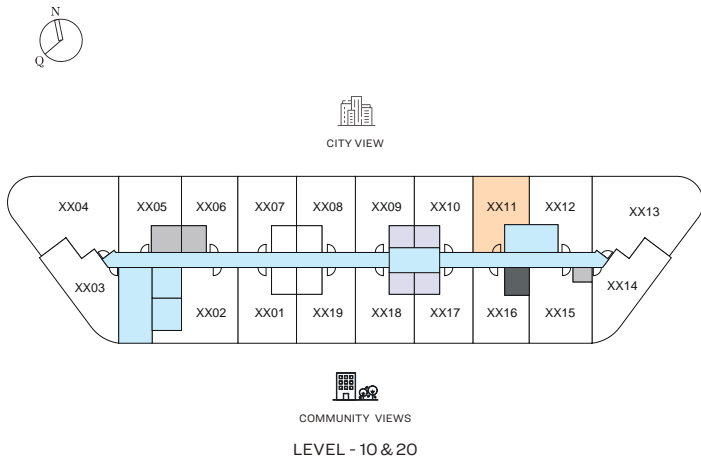 N
Q
CITY VIEW
XX04 XX05 XX06 XX07 XX08 XX09 XX10 XX11 XX12 XX13
XX03 XX14
XX02 XX01 XX19 XX18 XX17 XX16 XX15
COMMUNITY VIEWS
LEVEL - 10 & 20